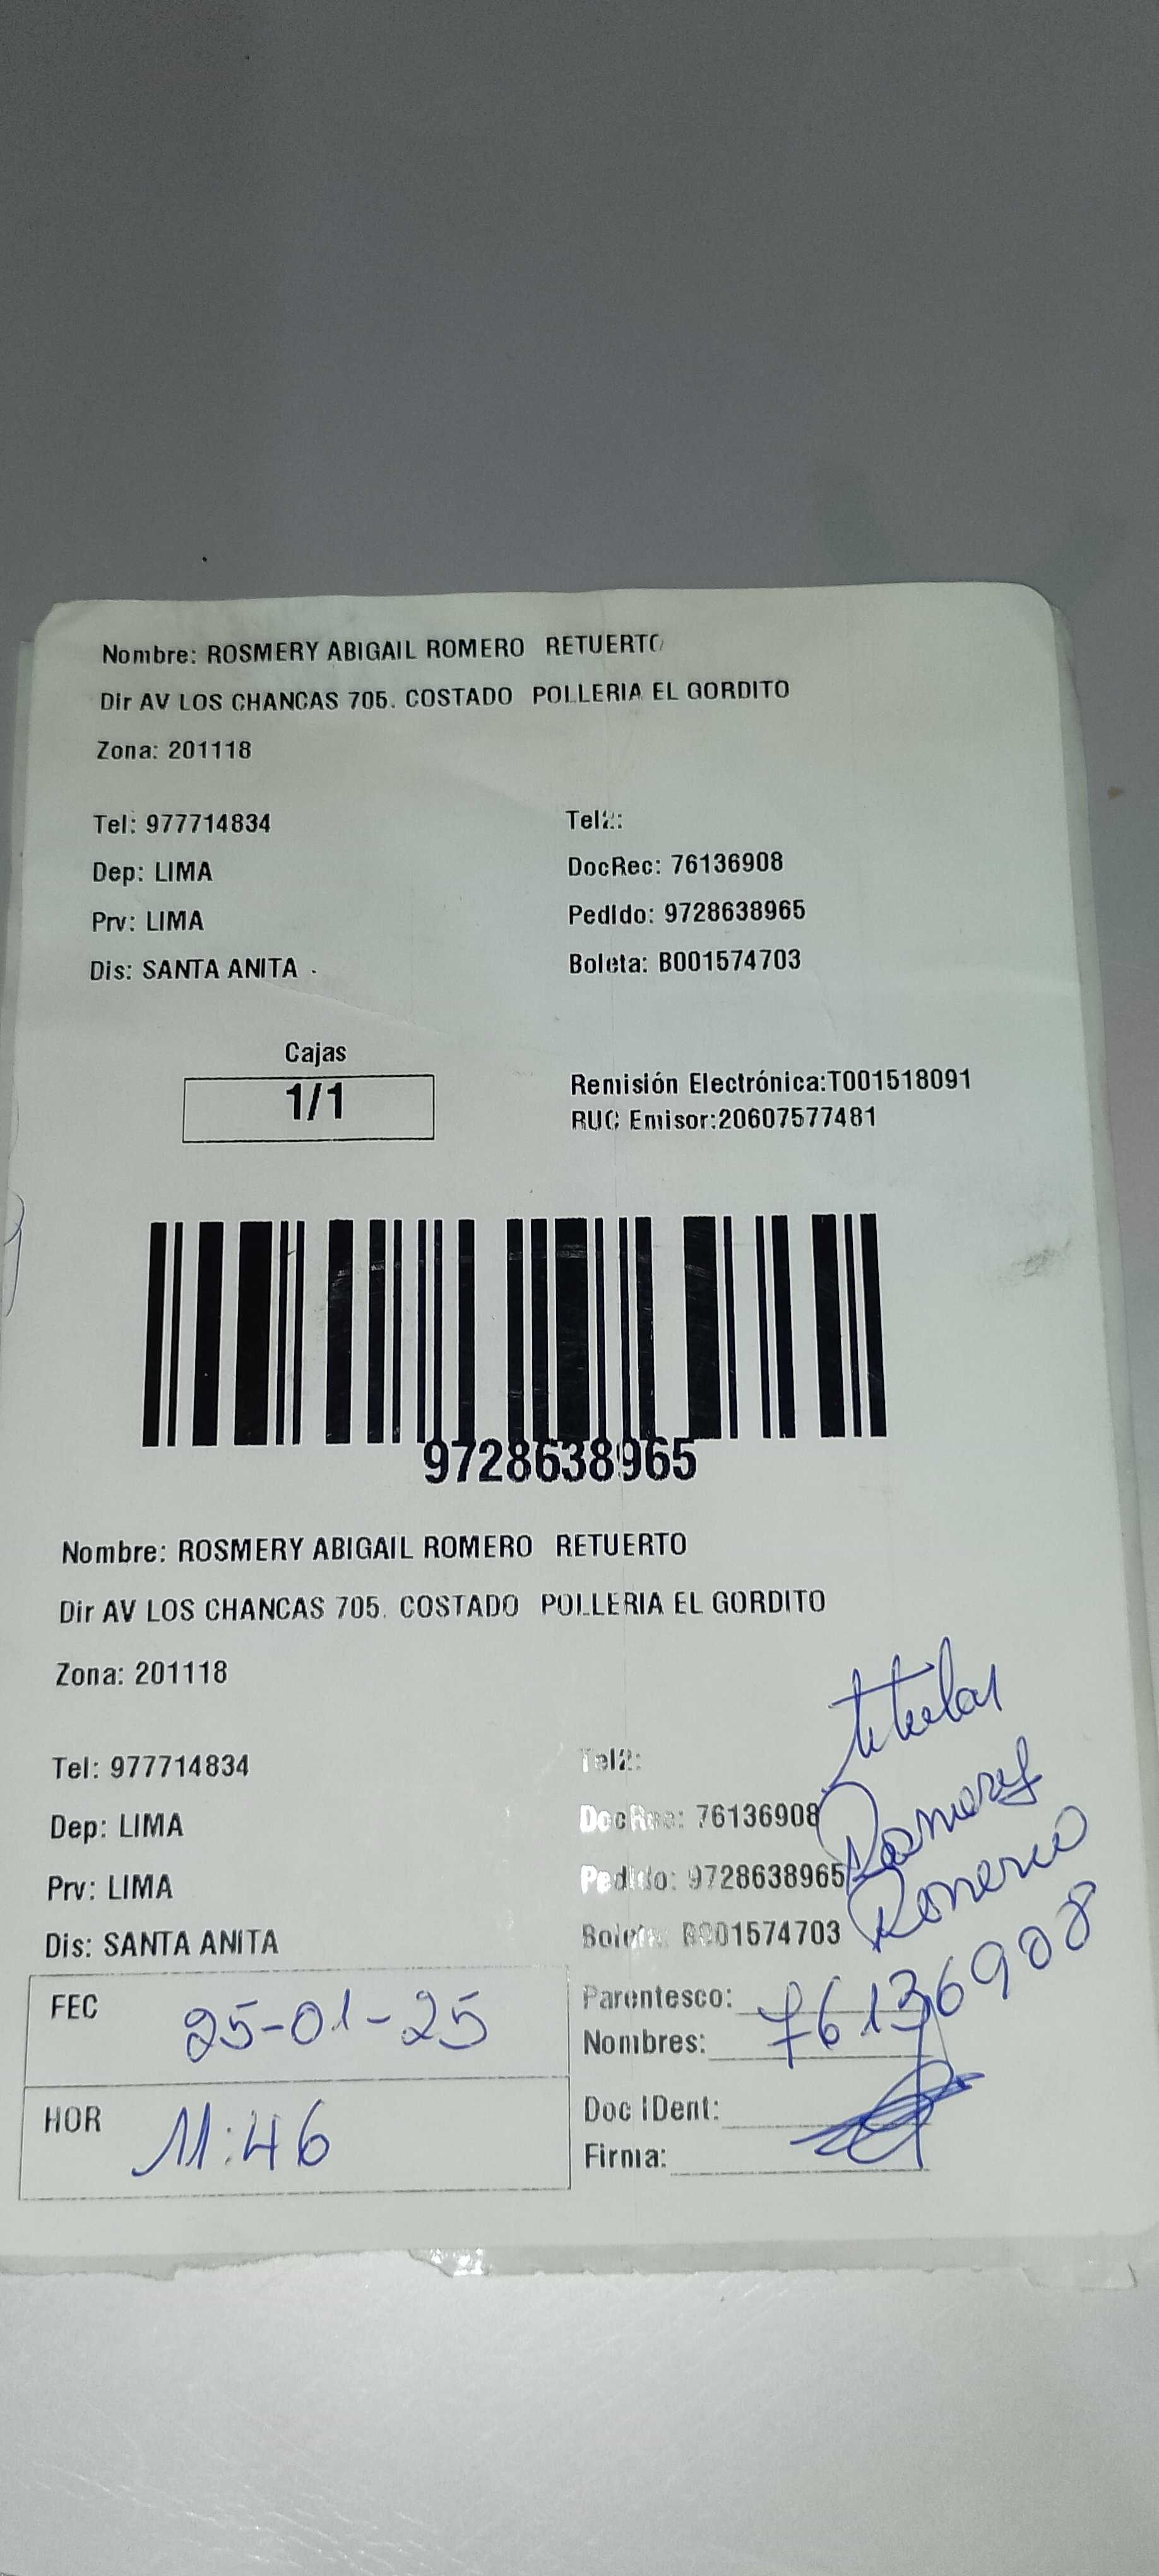 Nombre: ROSMERY ABIGAIL ROMERO RETUERTO
Dir AV LOS CHANCAS 705. COSTADO POLLERIA EL GORDITO
Zona: 201118
Tel: 977714834
Tel2:
Dep: LIMA
DocRec: 76136908
Prv: LIMA
Pedido: 9728638965
Dis: SANTA ANITA
Boleta: B001574703
Cajas
1/1
Remisión Electrónica:T001518091
RUC Emisor:20607577481
9728638965
Nombre: ROSMERY ABIGAIL ROMERO RETUERTO
Dir AV LOS CHANCAS 705. COSTADO POLLERIA EL GORDITO
Zona: 201118
titular
Tel: 977714834
Tel2:
Dep: LIMA
DocRec: 76136908
Prv: LIMA
Pedido: 9728638965
Romero
Dis: SANTA ANITA
Boleta: B001574703
FEC 25-01-25
Parentesco:
76136908
Nombres:
HOR 11:46
Doc IDent:
Firma: